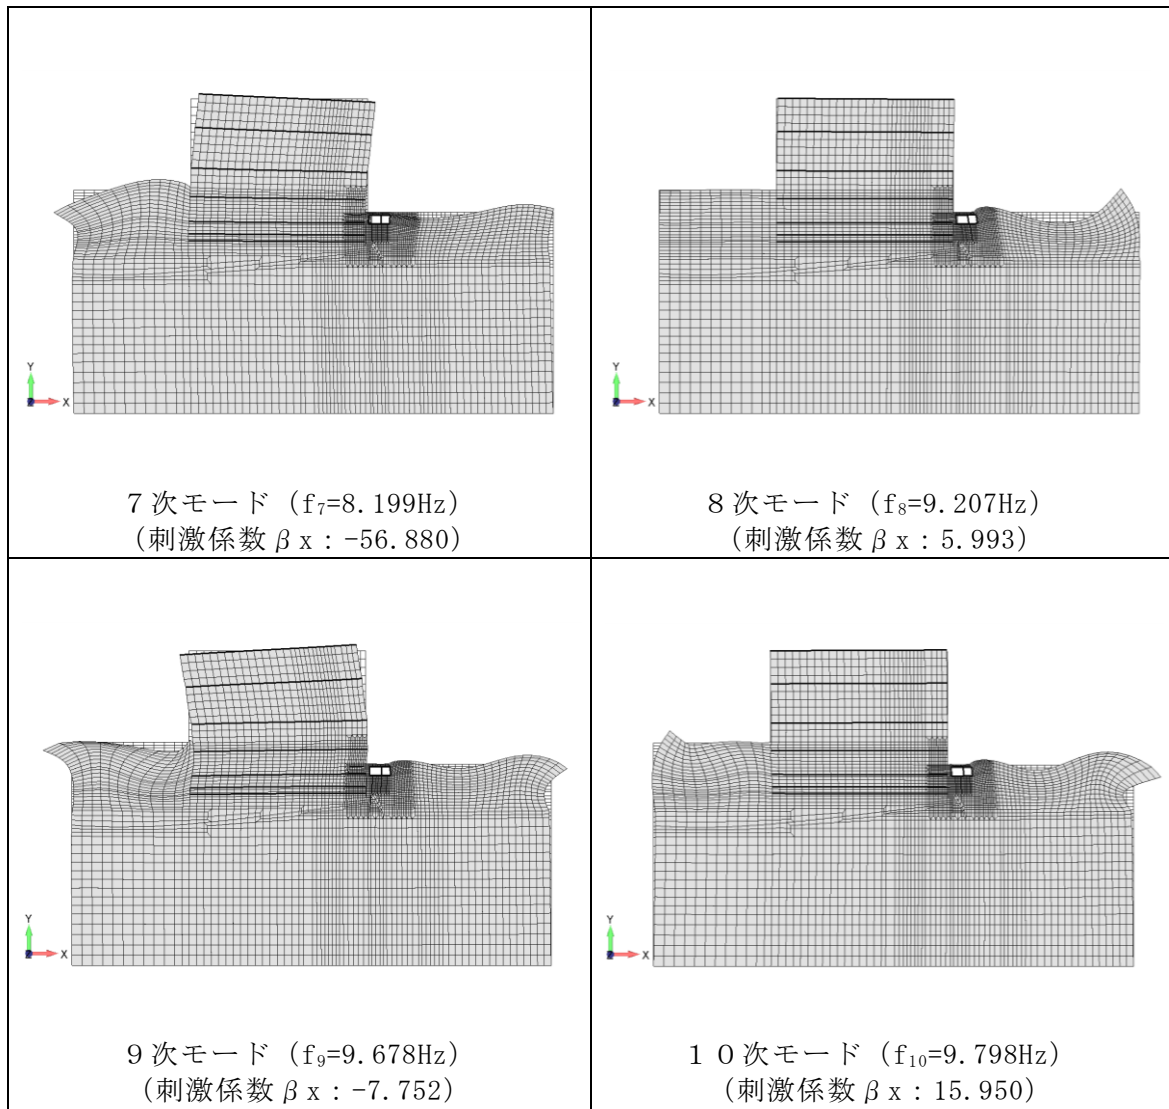 Y
X
Y
X
7次モード (f₇=8.199Hz)
(刺激係数βx:-56.880)
8次モード (f₈=9.207Hz)
(刺激係数βx:5.993)
Y
X
Y
X
9次モード (f₉=9.678Hz)
(刺激係数βx:-7.752)
10次モード (f₁₀=9.798Hz)
(刺激係数βx:15.950)